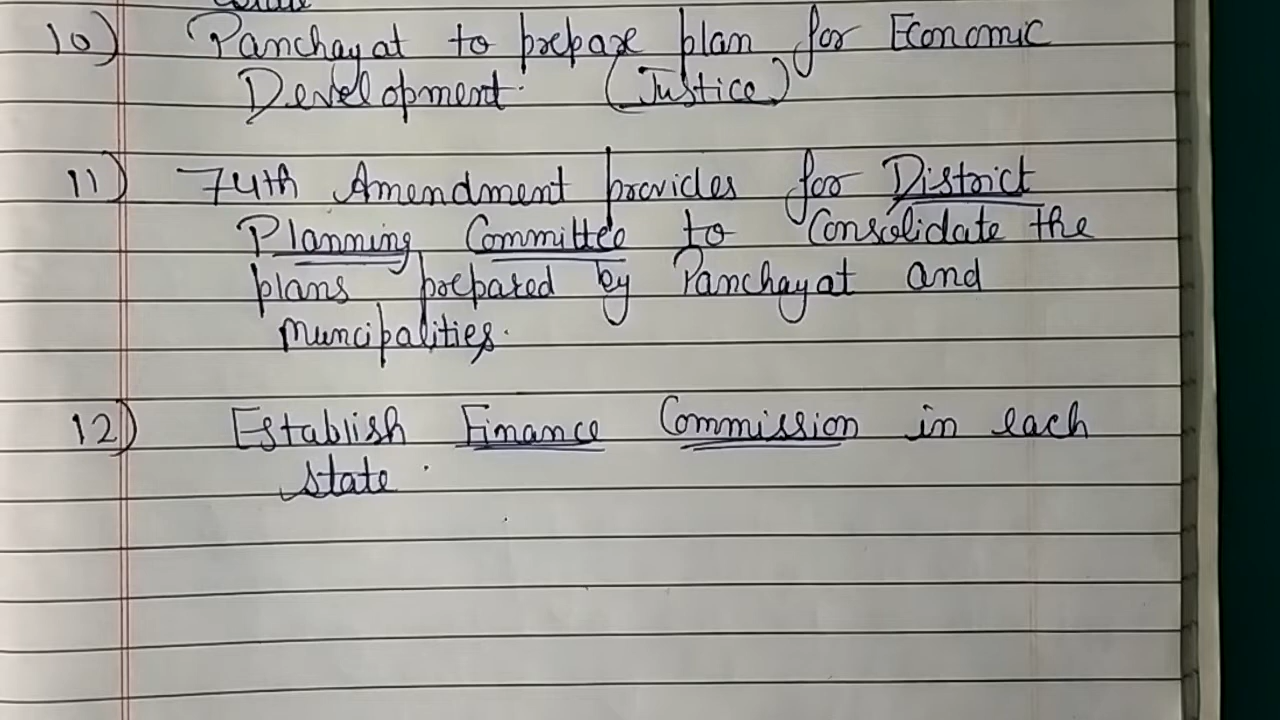 10) Panchayat to prepare plan for Economic
Development. (Justice)
11) 74th Amendment provides for District
Planning Committee to Consolidate the
plans prepared by Panchayat and
Muncipalities.
12) Establish Finance Commission in each
state.